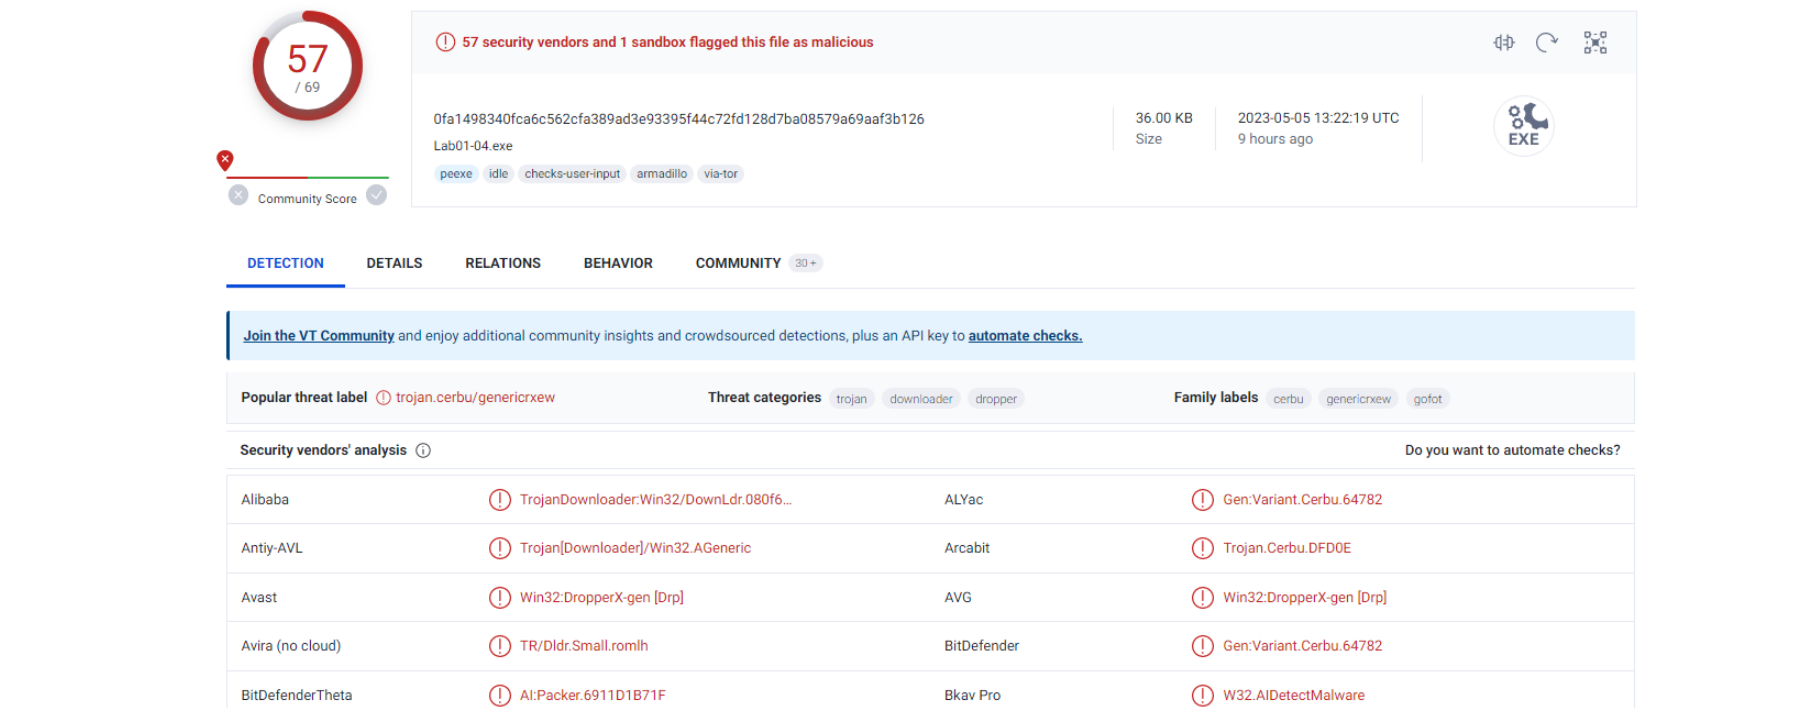 57
/ 69
57 security vendors and 1 sandbox flagged this file as malicious
0fa1498340fca6c562cfa389ad3e93395f44c72fd128d7ba08579a69aaf3b126
Lab01-04.exe
peexe idle checks-user-input armadillo via-tor
36.00 KB
Size
2023-05-05 13:22:19 UTC
9 hours ago
EXE
Community Score
DETECTION DETAILS RELATIONS BEHAVIOR COMMUNITY 30+
Join the VT Community and enjoy additional community insights and crowdsourced detections, plus an API key to automate checks.
Popular threat label trojan.cerbu/genericrxew Threat categories trojan downloader dropper Family labels cerbu genericrxew gofot
Security vendors' analysis Do you want to automate checks?
Alibaba TrojanDownloader:Win32/DownLdr.080f6... ALYac Gen:Variant.Cerbu.64782
Antiy-AVL Trojan[Downloader]/Win32.AGeneric Arcabit Trojan.Cerbu.DFD0E
Avast Win32:DropperX-gen [Drp] AVG Win32:DropperX-gen [Drp]
Avira (no cloud) TR/Dldr.Small.romlh BitDefender Gen:Variant.Cerbu.64782
BitDefenderTheta AI:Packer.6911D1B71F Bkav Pro W32.AIDetectMalware